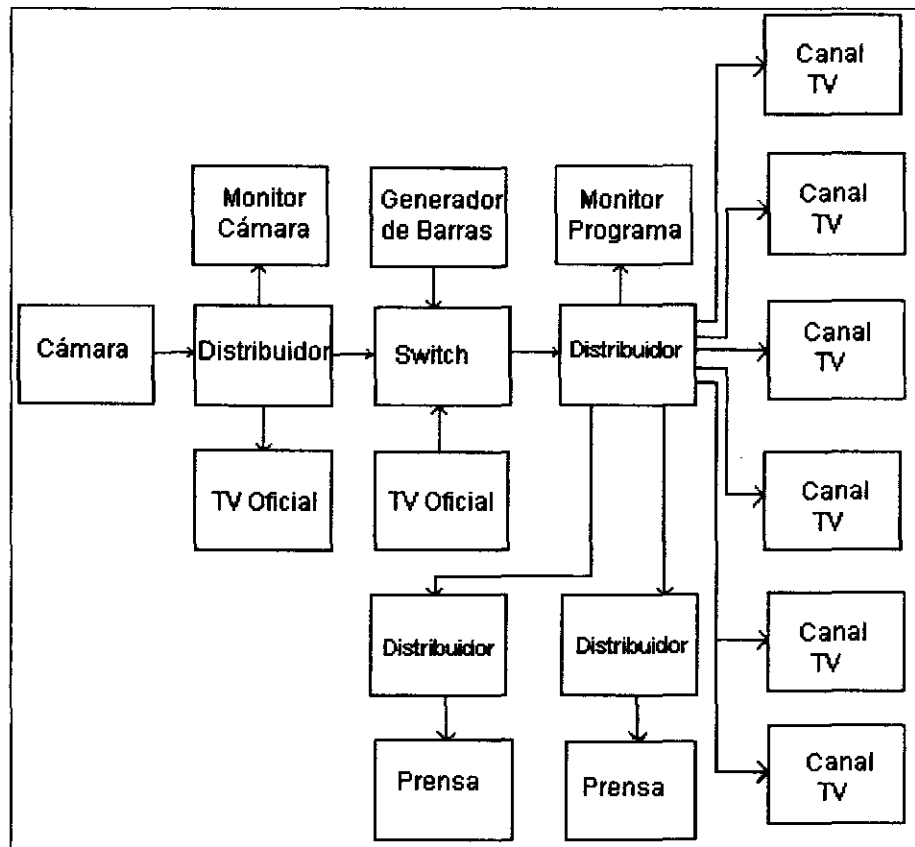 Canal
TV
Monitor
Cámara
Generador
de Barras
Monitor
Programa
Canal
TV
Cámara
Distribuidor
Switch
Distribuidor
Canal
TV
TV Oficial
TV Oficial
Canal
TV
Distribuidor
Distribuidor
Canal
TV
Prensa
Prensa
Canal
TV